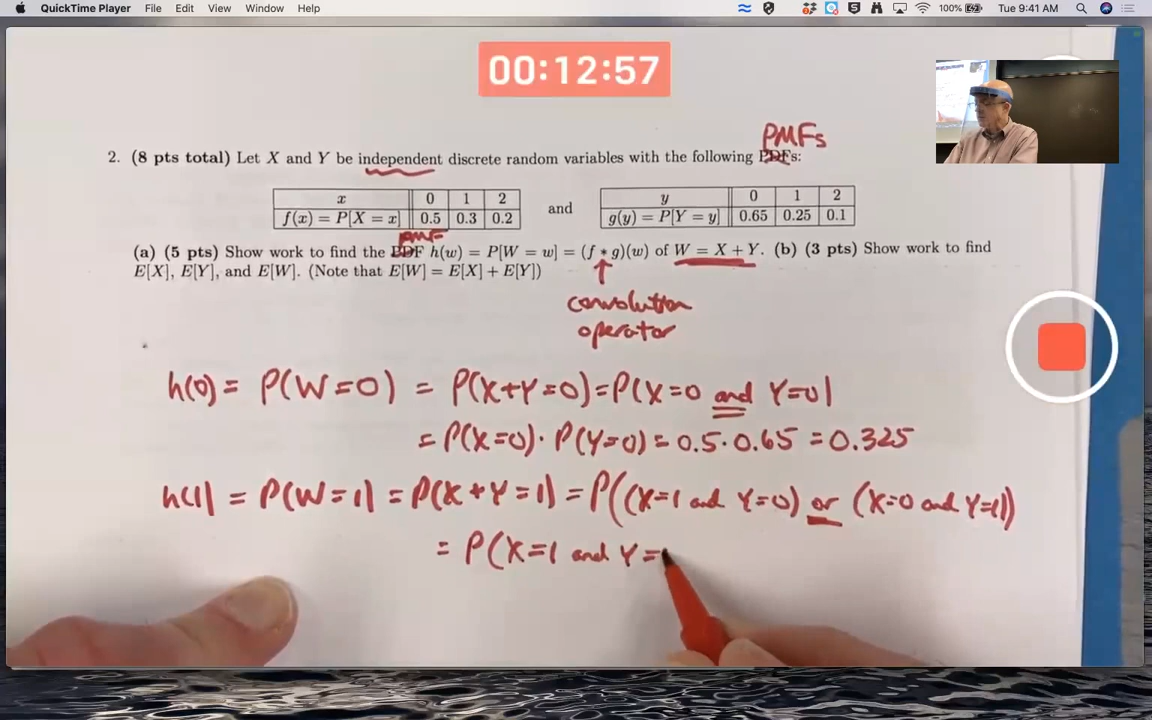 QuickTime Player File Edit View Window Help
100% Tue 9:41 AM
00:12:57
PMFs
2. (8 pts total) Let X and Y be independent discrete random variables with the following PDFs:
x 0 1 2
f(x) = P[X = x] 0.5 0.3 0.2
and
y 0 1 2
g(y) = P[Y = y] 0.65 0.25 0.1
PMF
(a) (5 pts) Show work to find the PDF h(w) = P[W = w] = (f * g)(w) of W = X + Y. (b) (3 pts) Show work to find
E[X], E[Y], and E[W]. (Note that E[W] = E[X] + E[Y])
convolution
operator
h(0) = P(W=0) = P(X+Y=0) = P(X=0 and Y=0)
= P(X=0) · P(Y=0) = 0.5 · 0.65 = 0.325
h(1) = P(W=1) = P(X+Y=1) = P((X=1 and Y=0) or (X=0 and Y=1))
= P(X=1 and Y=